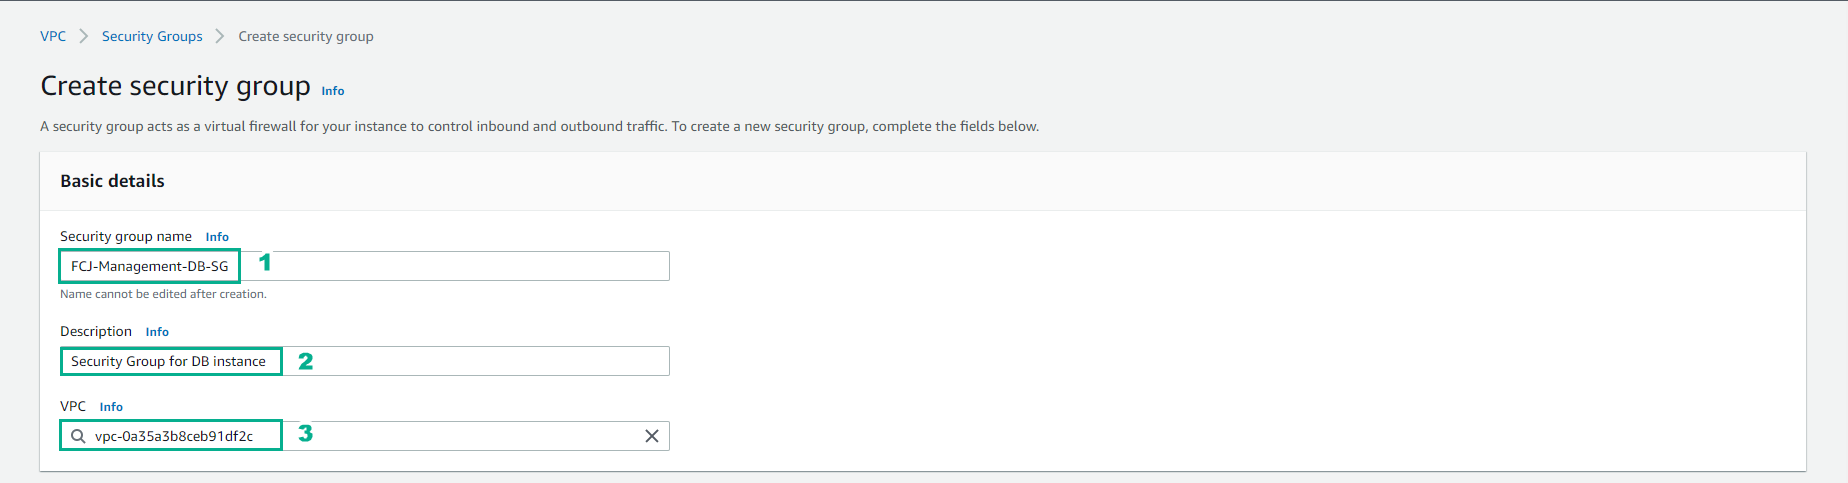 VPC > Security Groups > Create security group
Create security group Info
A security group acts as a virtual firewall for your instance to control inbound and outbound traffic. To create a new security group, complete the fields below.
Basic details
Security group name Info
FCJ-Management-DB-SG 1
Name cannot be edited after creation.
Description Info
Security Group for DB instance 2
VPC Info
vpc-0a35a3b8ceb91df2c 3